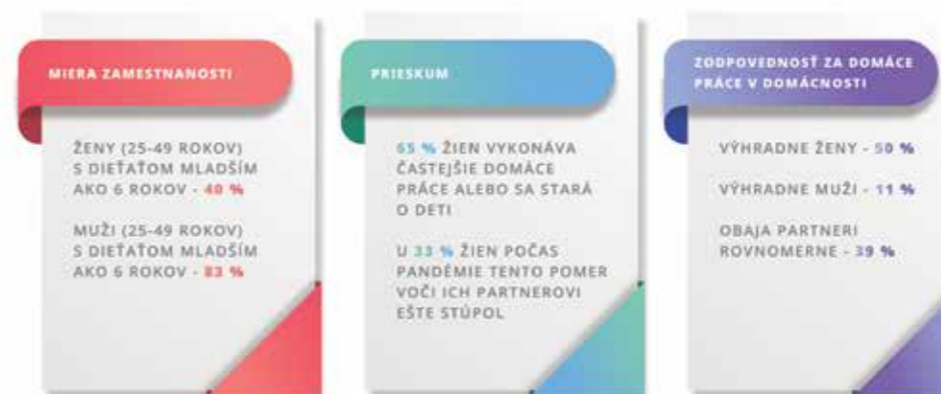 MIERA ZAMESTNANOSTI
ŽENY (25-49 ROKOV)
S DIEŤAŤOM MLADŠÍM
AKO 6 ROKOV - 40 %
MUŽI (25-49 ROKOV)
S DIEŤAŤOM MLADŠÍM
AKO 6 ROKOV - 83 %
PRIESKUM
65 % ŽIEN VYKONÁVA
ČASTEJŠIE DOMÁCE
PRÁCE ALEBO SA STARÁ
O DETI
U 33 % ŽIEN POČAS
PANDÉMIE TENTO POMER
VOČI ICH PARTNEROVI
EŠTE STÚPOL
ZODPOVEDNOSŤ ZA DOMÁCE
PRÁCE V DOMÁCNOSTI
VÝHRADNE ŽENY - 50 %
VÝHRADNE MUŽI - 11 %
OBAJA PARTNERI
ROVNOMERNE - 39 %